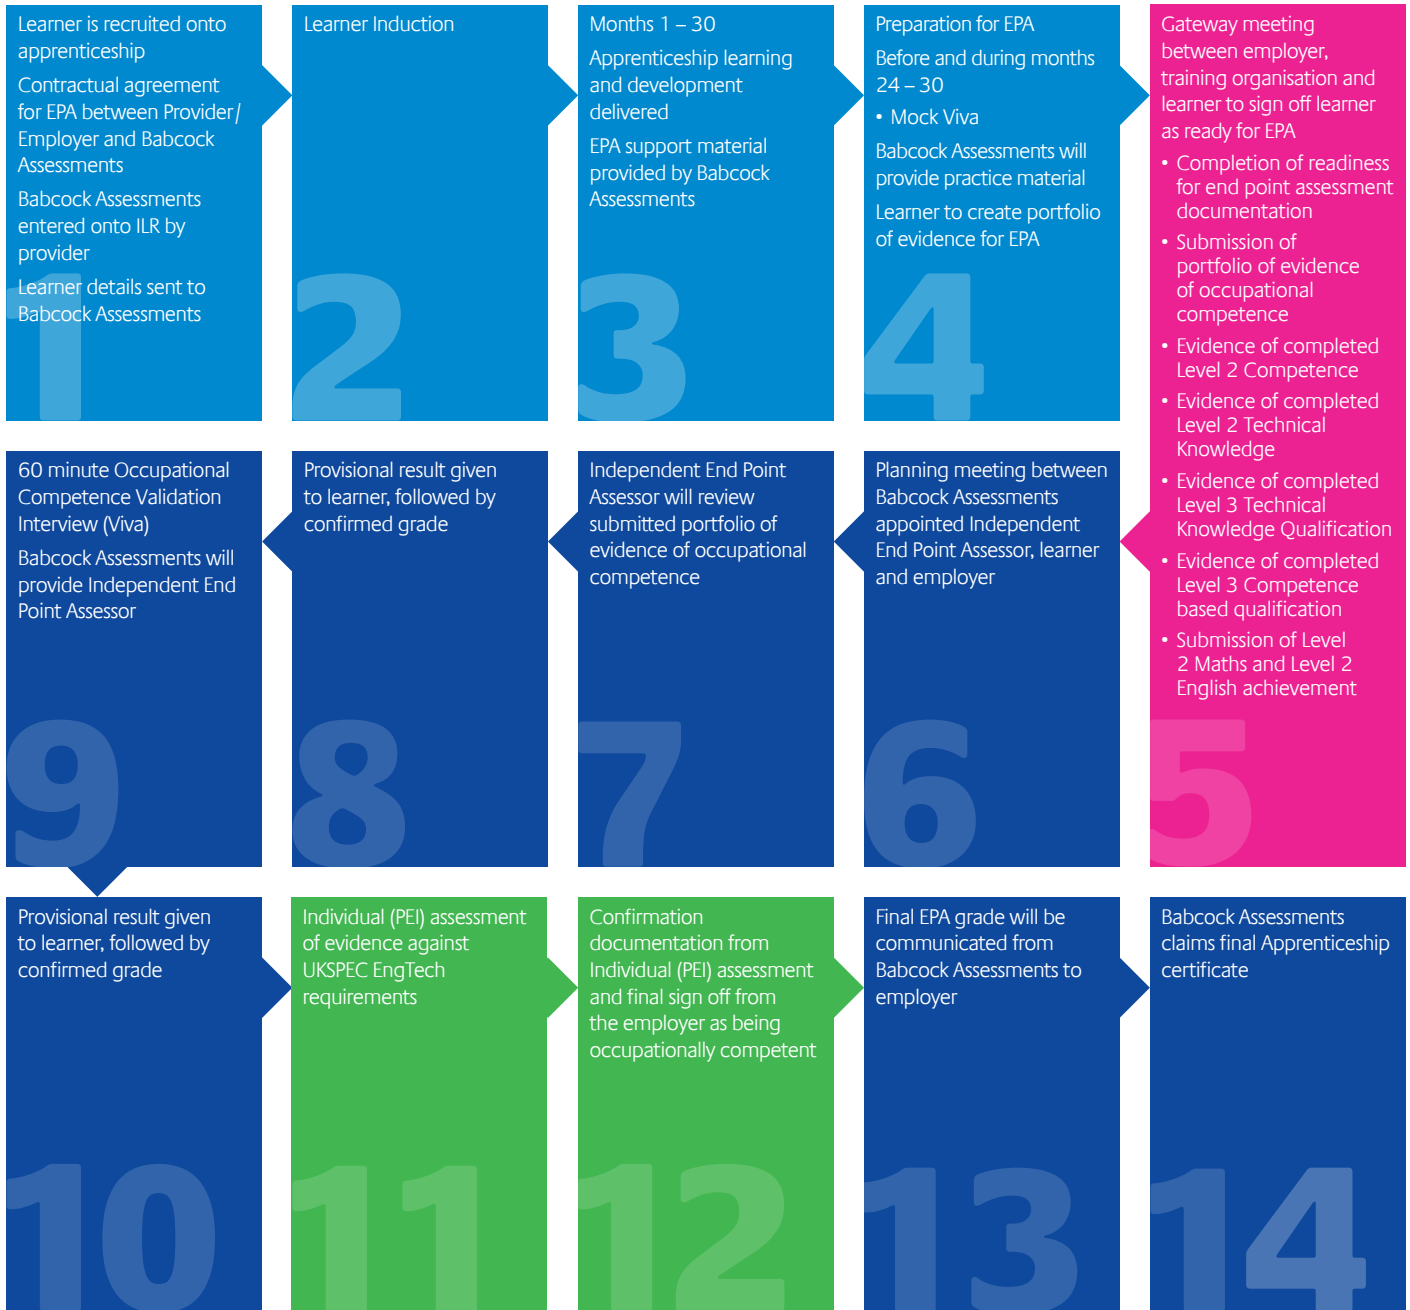 Learner is recruited onto
apprenticeship
Contractual agreement
for EPA between Provider/
Employer and Babcock
Assessments
Babcock Assessments
entered onto ILR by
provider
Learner details sent to
Babcock Assessments
1
Learner Induction
2
Months 1 – 30
Apprenticeship learning
and development
delivered
EPA support material
provided by Babcock
Assessments
3
Preparation for EPA
Before and during months
24 – 30
• Mock Viva
Babcock Assessments will
provide practice material
Learner to create portfolio
of evidence for EPA
4
Gateway meeting
between employer,
training organisation and
learner to sign off learner
as ready for EPA
• Completion of readiness
for end point assessment
documentation
• Submission of
portfolio of evidence
of occupational
competence
• Evidence of completed
Level 2 Competence
• Evidence of completed
Level 2 Technical
Knowledge
• Evidence of completed
Level 3 Technical
Knowledge Qualification
• Evidence of completed
Level 3 Competence
based qualification
• Submission of Level
2 Maths and Level 2
English achievement
5
Planning meeting between
Babcock Assessments
appointed Independent
End Point Assessor, learner
and employer
6
Independent End Point
Assessor will review
submitted portfolio of
evidence of occupational
competence
7
Provisional result given
to learner, followed by
confirmed grade
8
60 minute Occupational
Competence Validation
Interview (Viva)
Babcock Assessments will
provide Independent End
Point Assessor
9
Provisional result given
to learner, followed by
confirmed grade
10
Individual (PEI) assessment
of evidence against
UKSPEC EngTech
requirements
11
Confirmation
documentation from
Individual (PEI) assessment
and final sign off from
the employer as being
occupationally competent
12
Final EPA grade will be
communicated from
Babcock Assessments to
employer
13
Babcock Assessments
claims final Apprenticeship
certificate
14